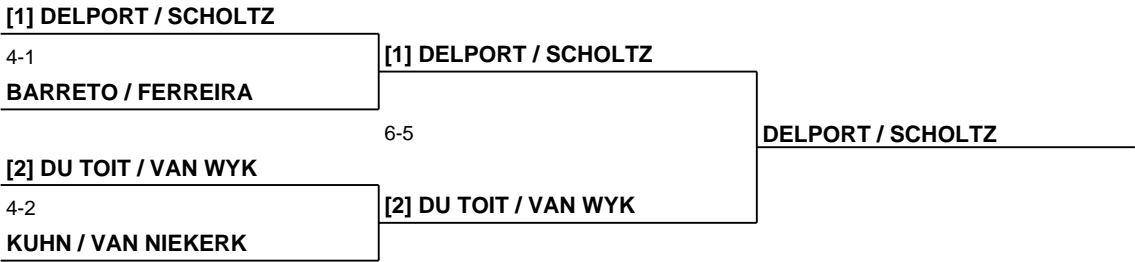 [1] DELPORT / SCHOLTZ
4-1
[1] DELPORT / SCHOLTZ
BARRETO / FERREIRA
6-5
DELPORT / SCHOLTZ
[2] DU TOIT / VAN WYK
4-2
[2] DU TOIT / VAN WYK
KUHN / VAN NIEKERK